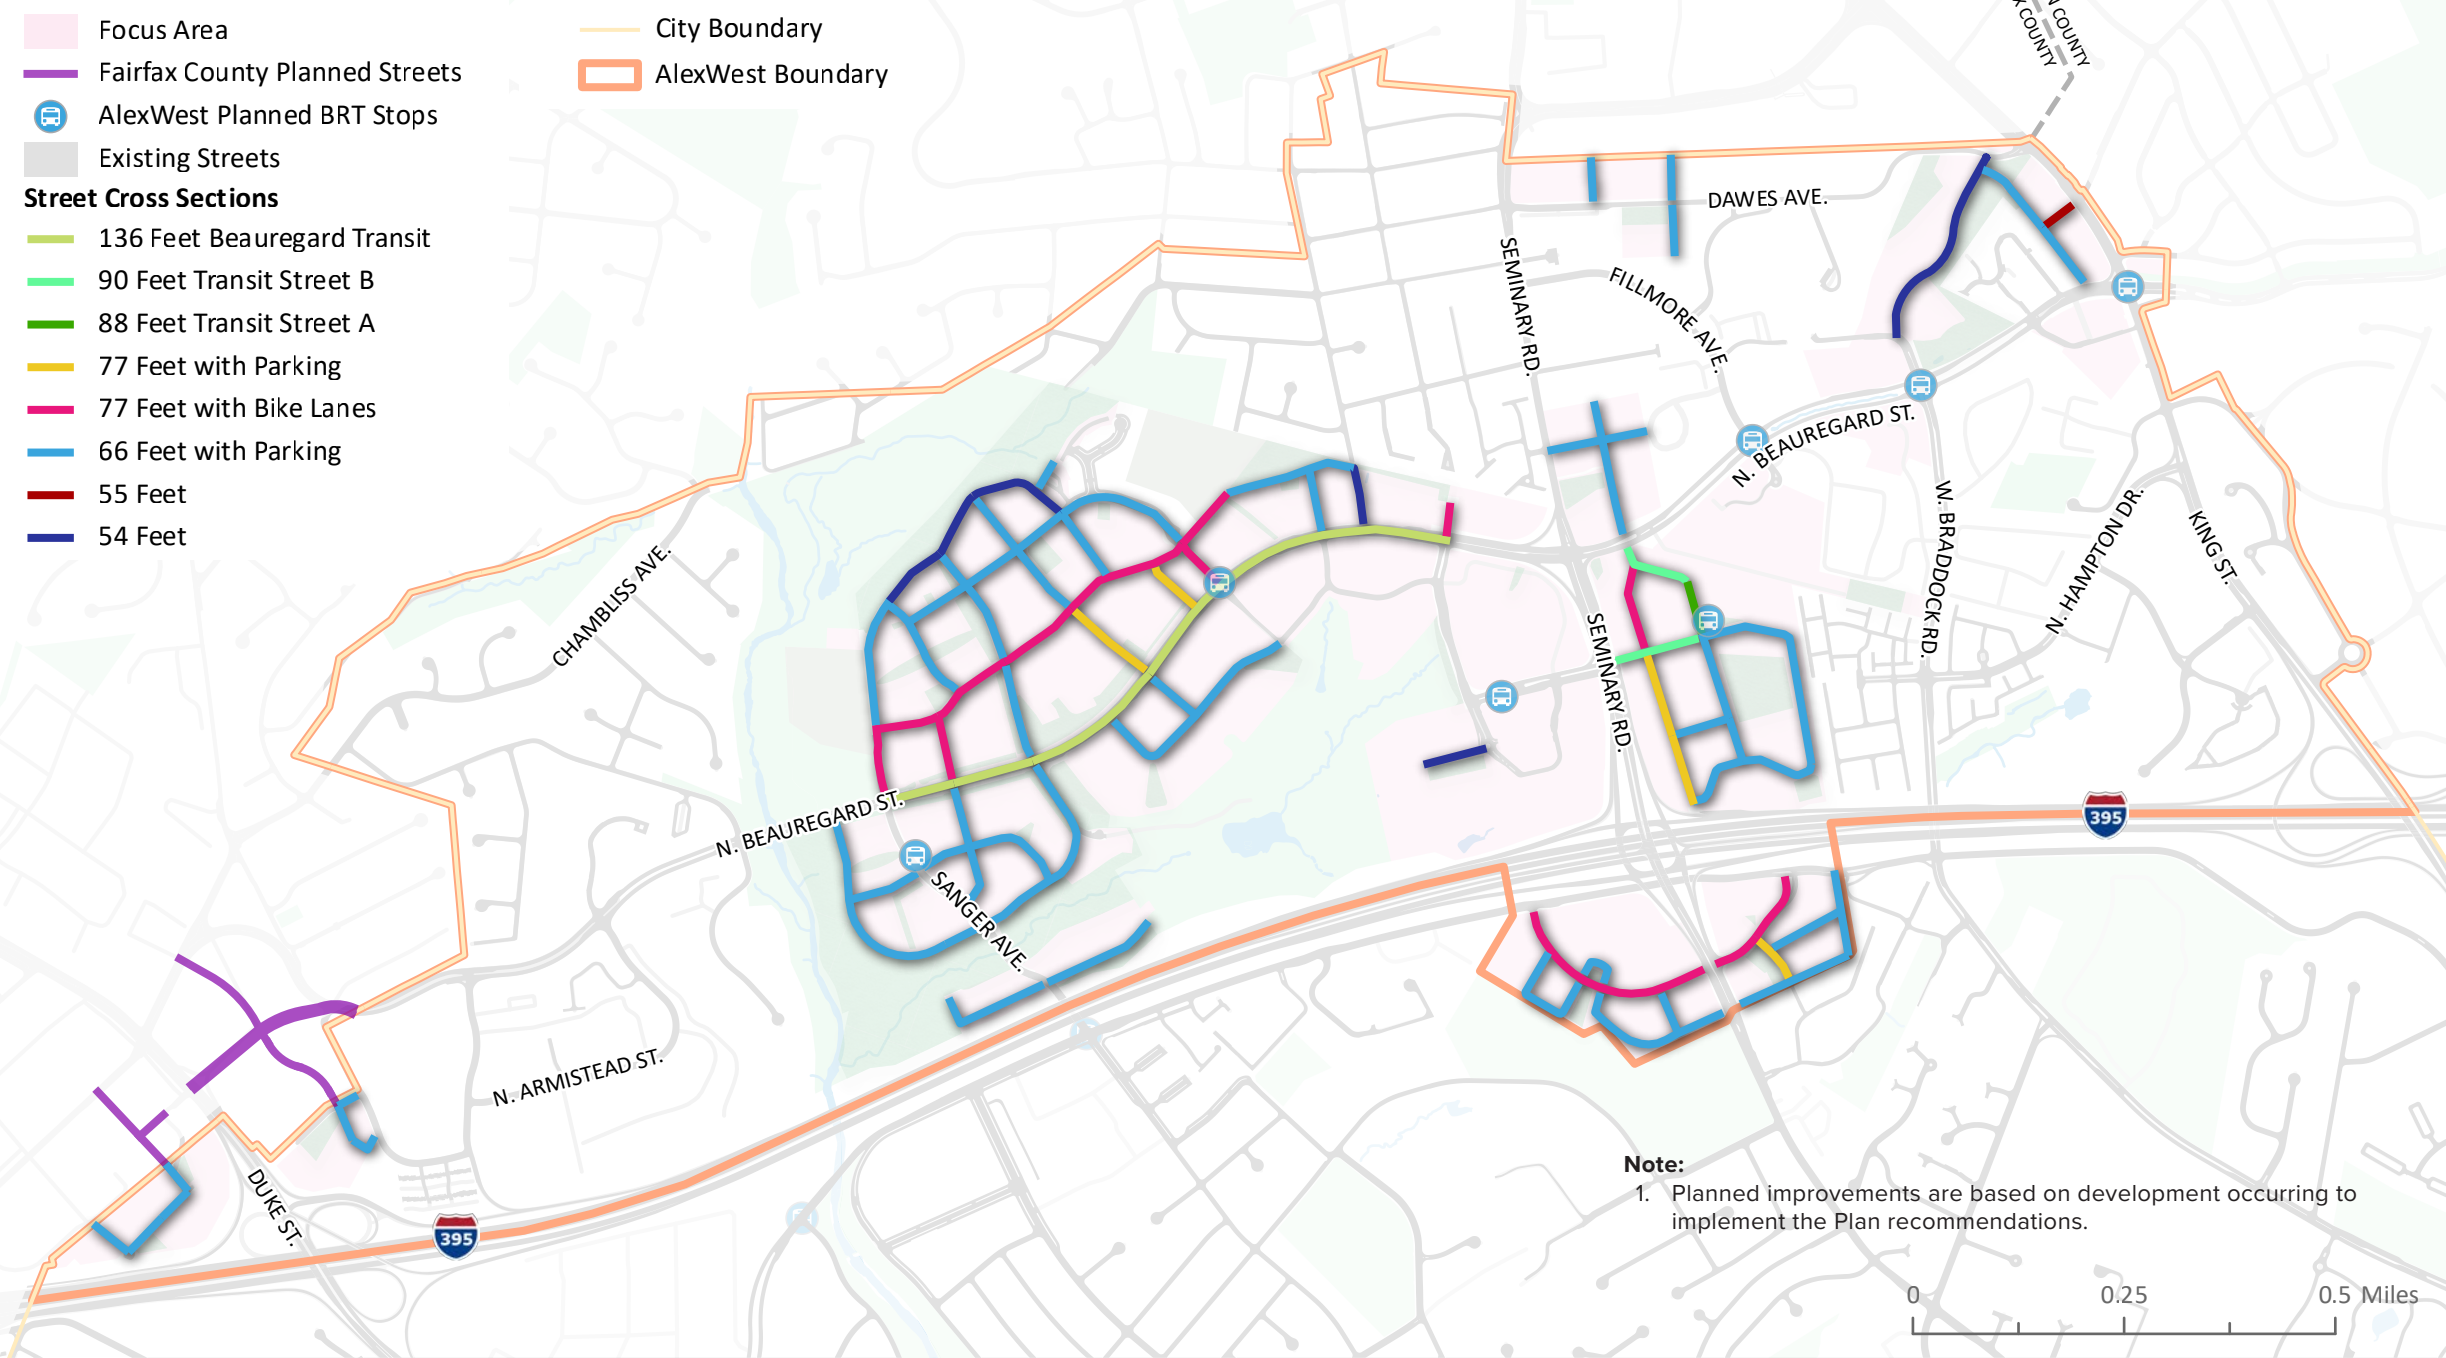 Focus Area
Fairfax County Planned Streets
AlexWest Planned BRT Stops
Existing Streets
Street Cross Sections
136 Feet Beauregard Transit
90 Feet Transit Street B
88 Feet Transit Street A
77 Feet with Parking
77 Feet with Bike Lanes
66 Feet with Parking
55 Feet
54 Feet
City Boundary
AlexWest Boundary
X COUNTY
N COUNTY
DAWES AVE.
SEMINARY RD.
FILLMORE AVE.
N. BEAUREGARD ST.
W. BRADDOCK RD.
N. HAMPTON DR.
KING ST.
CHAMBLISS AVE.
SEMINARY RD.
N. BEAUREGARD ST.
SANGER AVE.
395
N. ARMISTEAD ST.
DUKE ST.
395
Note:
1. Planned improvements are based on development occurring to
implement the Plan recommendations.
0 0.25 0.5 Miles